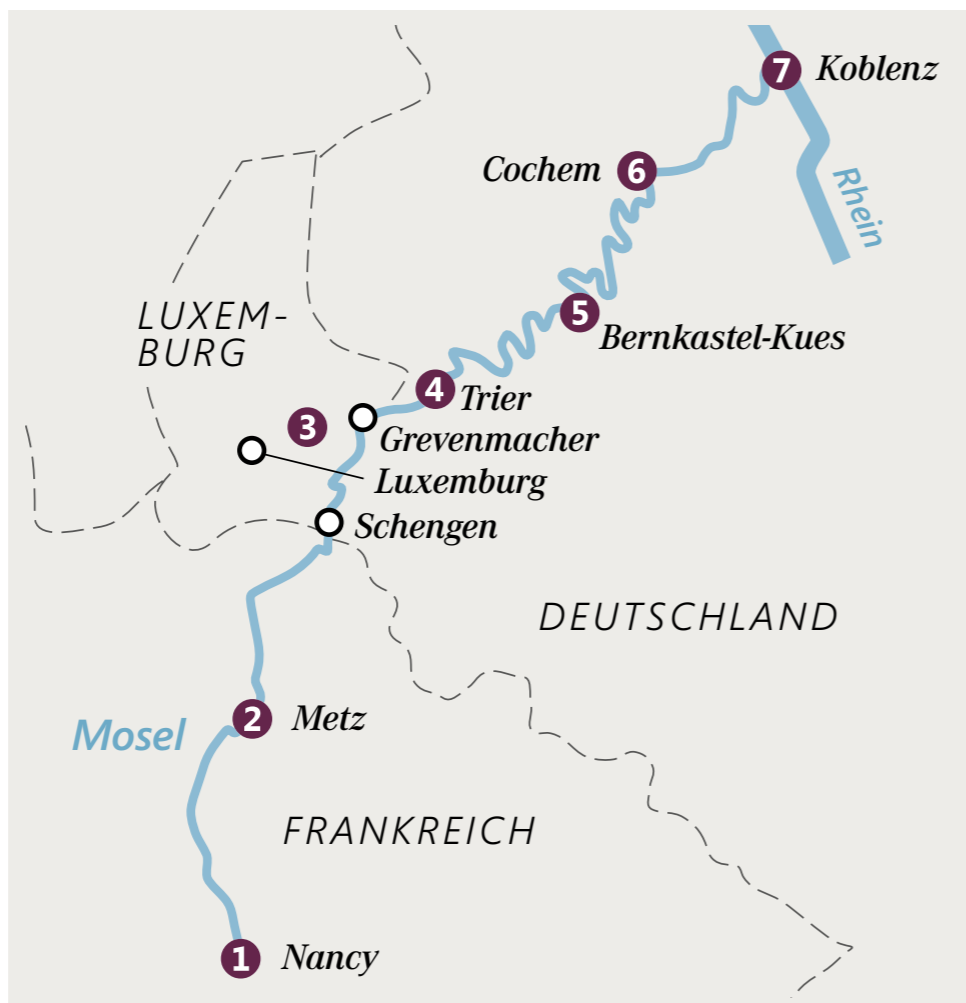 7 Koblenz
Cochem 6
Rhein
LUXEM-
BURG
5
Bernkastel-Kues
4 Trier
3
Grevenmacher
Luxemburg
Schengen
DEUTSCHLAND
Mosel
2 Metz
FRANKREICH
1 Nancy